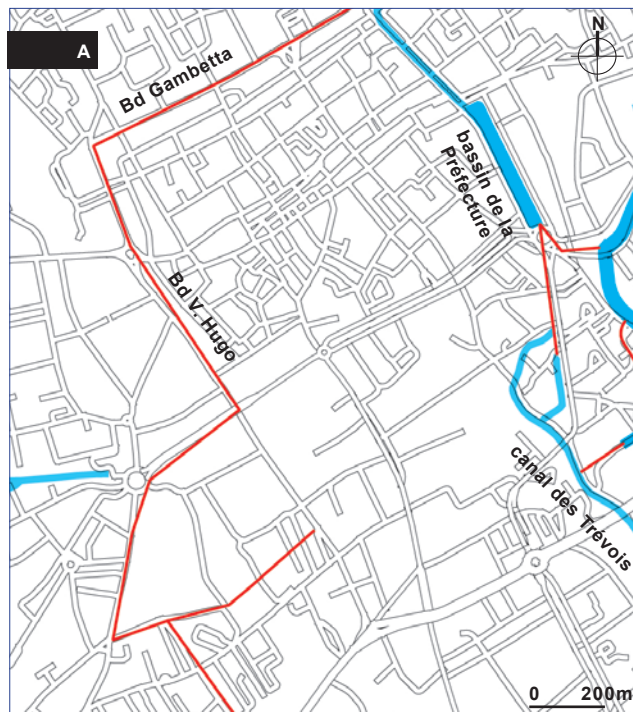 A
N
Bd Gambetta
bassin de la
Préfecture
Bd V. Hugo
canal des Trévois
0 200m